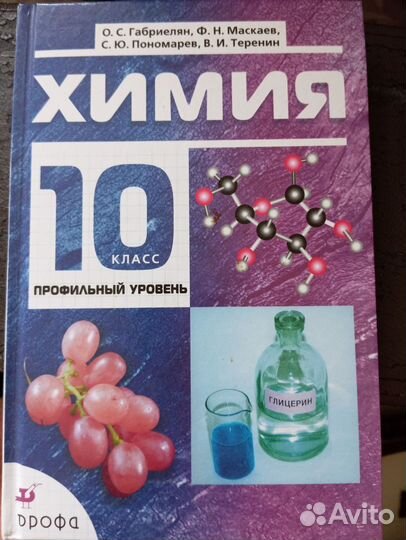 О. С. Габриелян, Ф. Н. Маскаев,
С. Ю. Пономарев, В. И. Теренин
ХИМИЯ
10
КЛАСС
ПРОФИЛЬНЫЙ УРОВЕНЬ
ГЛИЦЕРИН
дрофа
Avito